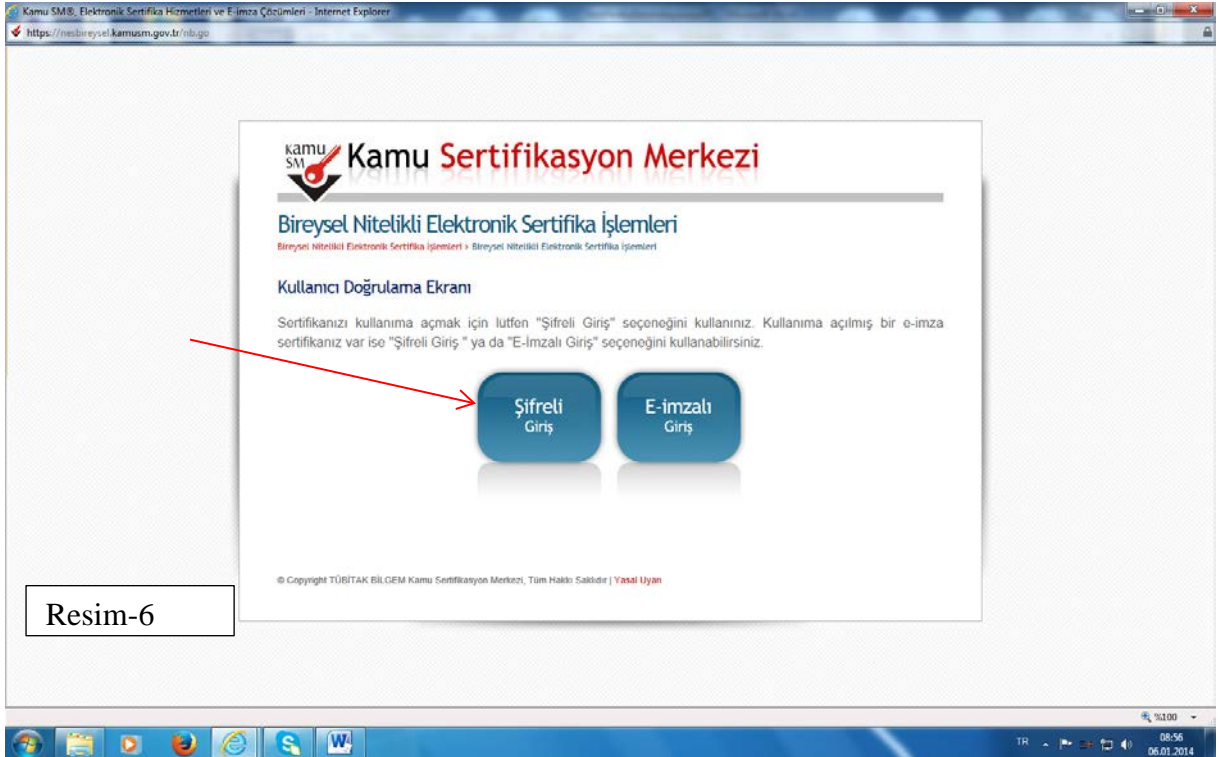 Kamu SM®, Elektronik Sertifika Hizmetleri ve E-imza Çözümleri - Internet Explorer
https://nesbireysel.kamusm.gov.tr/nb.go
kamu
SM
Kamu Sertifikasyon Merkezi
Bireysel Nitelikli Elektronik Sertifika İşlemleri
Bireysel Nitelikli Elektronik Sertifika İşlemleri > Bireysel Nitelikli Elektronik Sertifika İşlemleri
Kullanıcı Doğrulama Ekranı
Sertifikanızı kullanıma açmak için lütfen "Şifreli Giriş" seçeneğini kullanınız. Kullanıma açılmış bir e-imza
sertifikanız var ise "Şifreli Giriş " ya da "E-İmzalı Giriş" seçeneğini kullanabilirsiniz.
Şifreli
Giriş
E-imzalı
Giriş
© Copyright TÜBİTAK BİLGEM Kamu Sertifikasyon Merkezi, Tüm Hakkı Saklıdır | Yasal Uyarı
Resim-6
%100
TR
08:56
06.01.2014